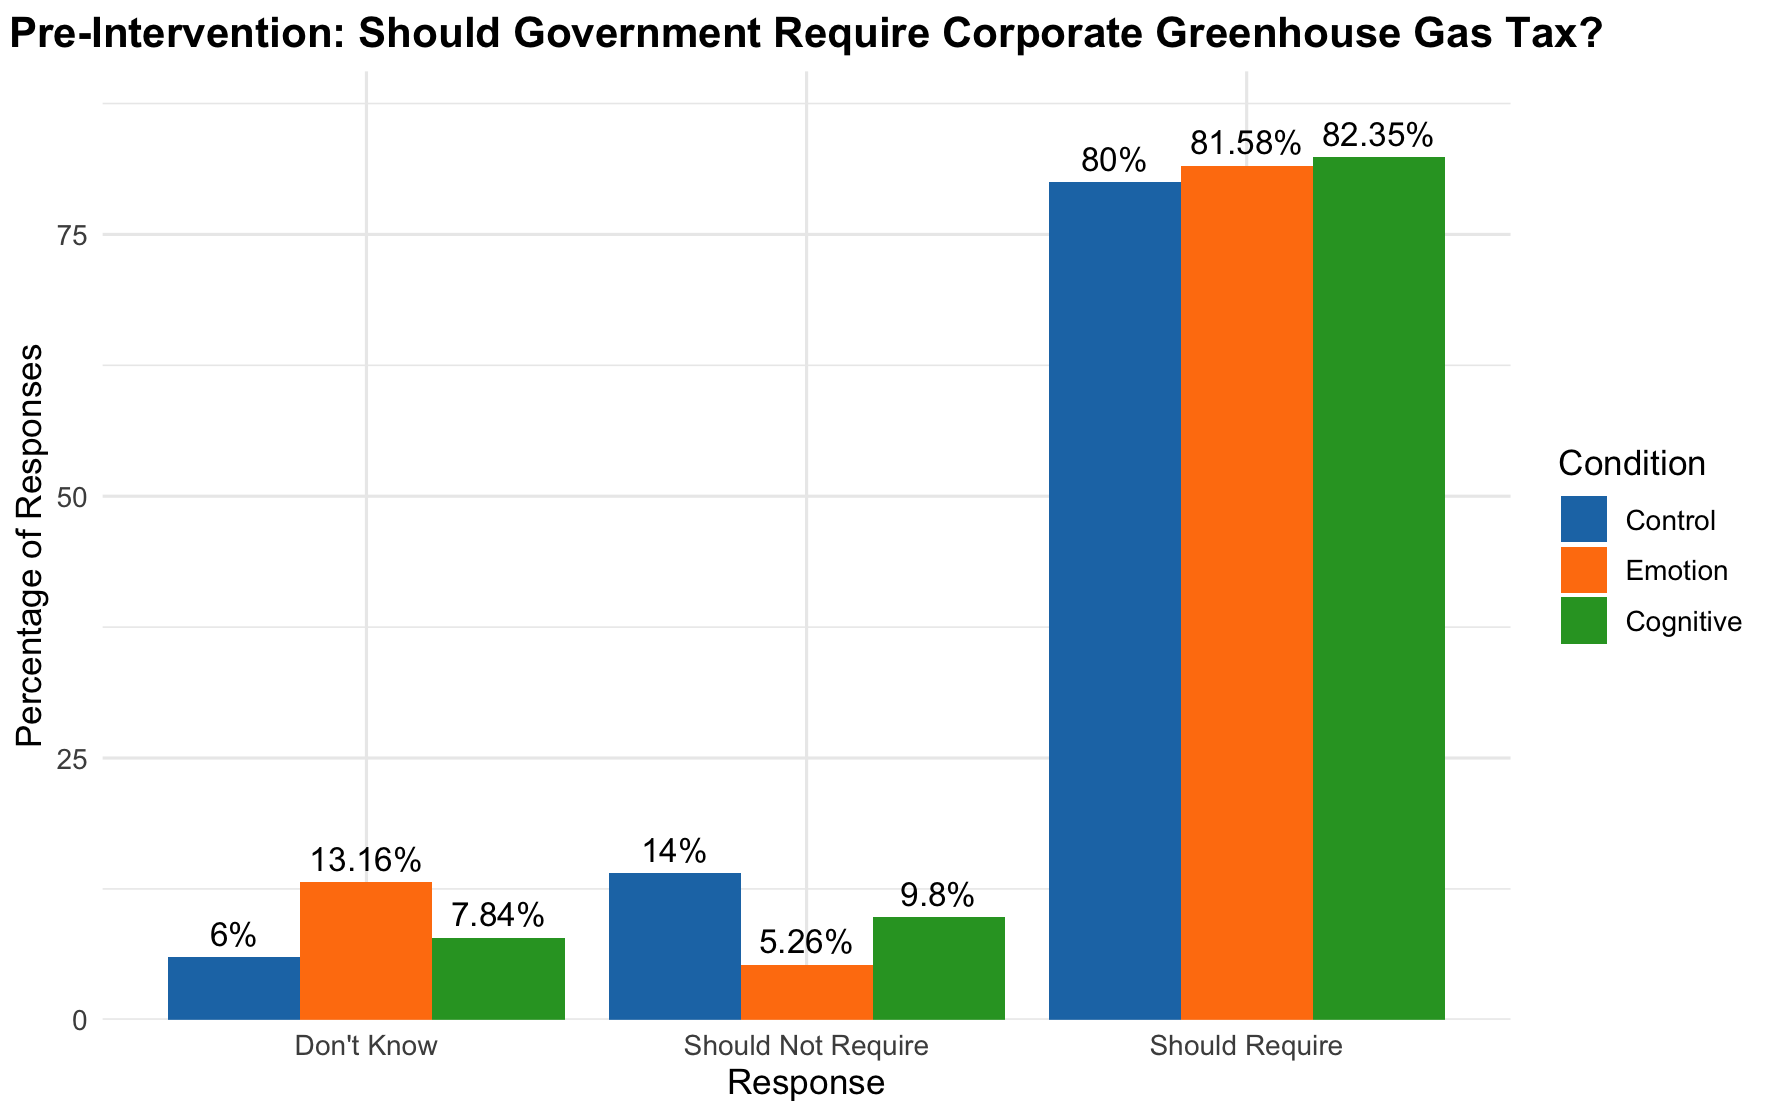 Pre-Intervention: Should Government Require Corporate Greenhouse Gas Tax?
Percentage of Responses
75
50
25
0
6%
13.16%
7.84%
14%
5.26%
9.8%
80%
81.58%
82.35%
Don't Know
Should Not Require
Should Require
Response
Condition
Control
Emotion
Cognitive